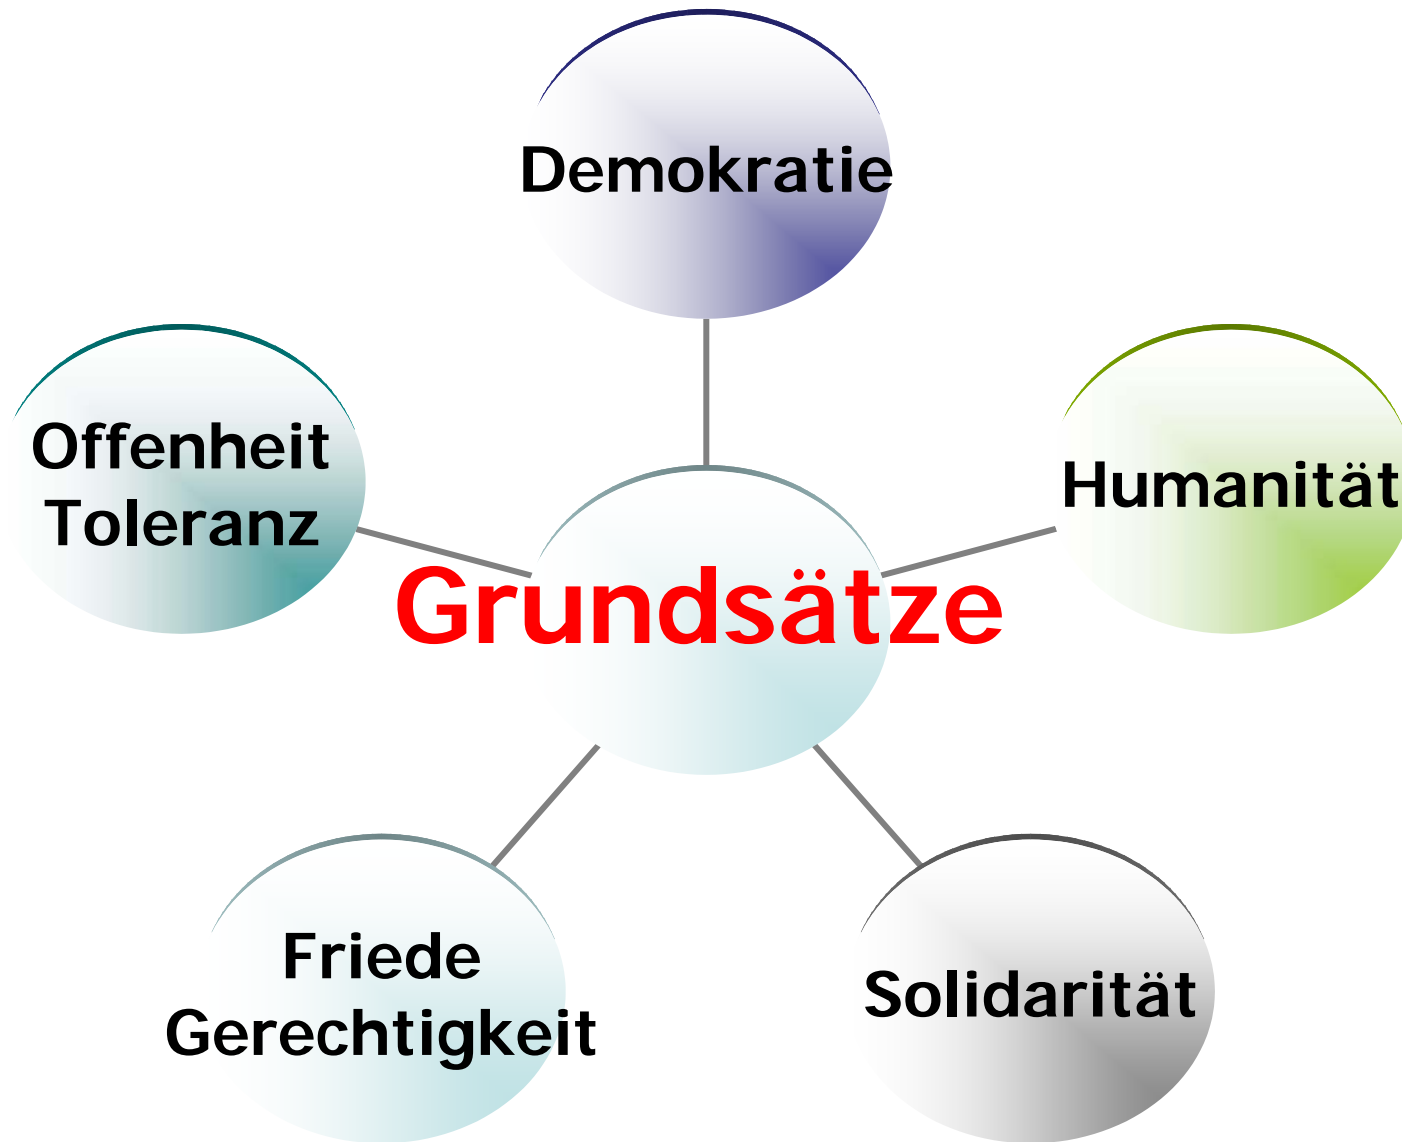 Demokratie
Offenheit
Toleranz
Humanität
Grundsätze
Friede
Gerechtigkeit
Solidarität